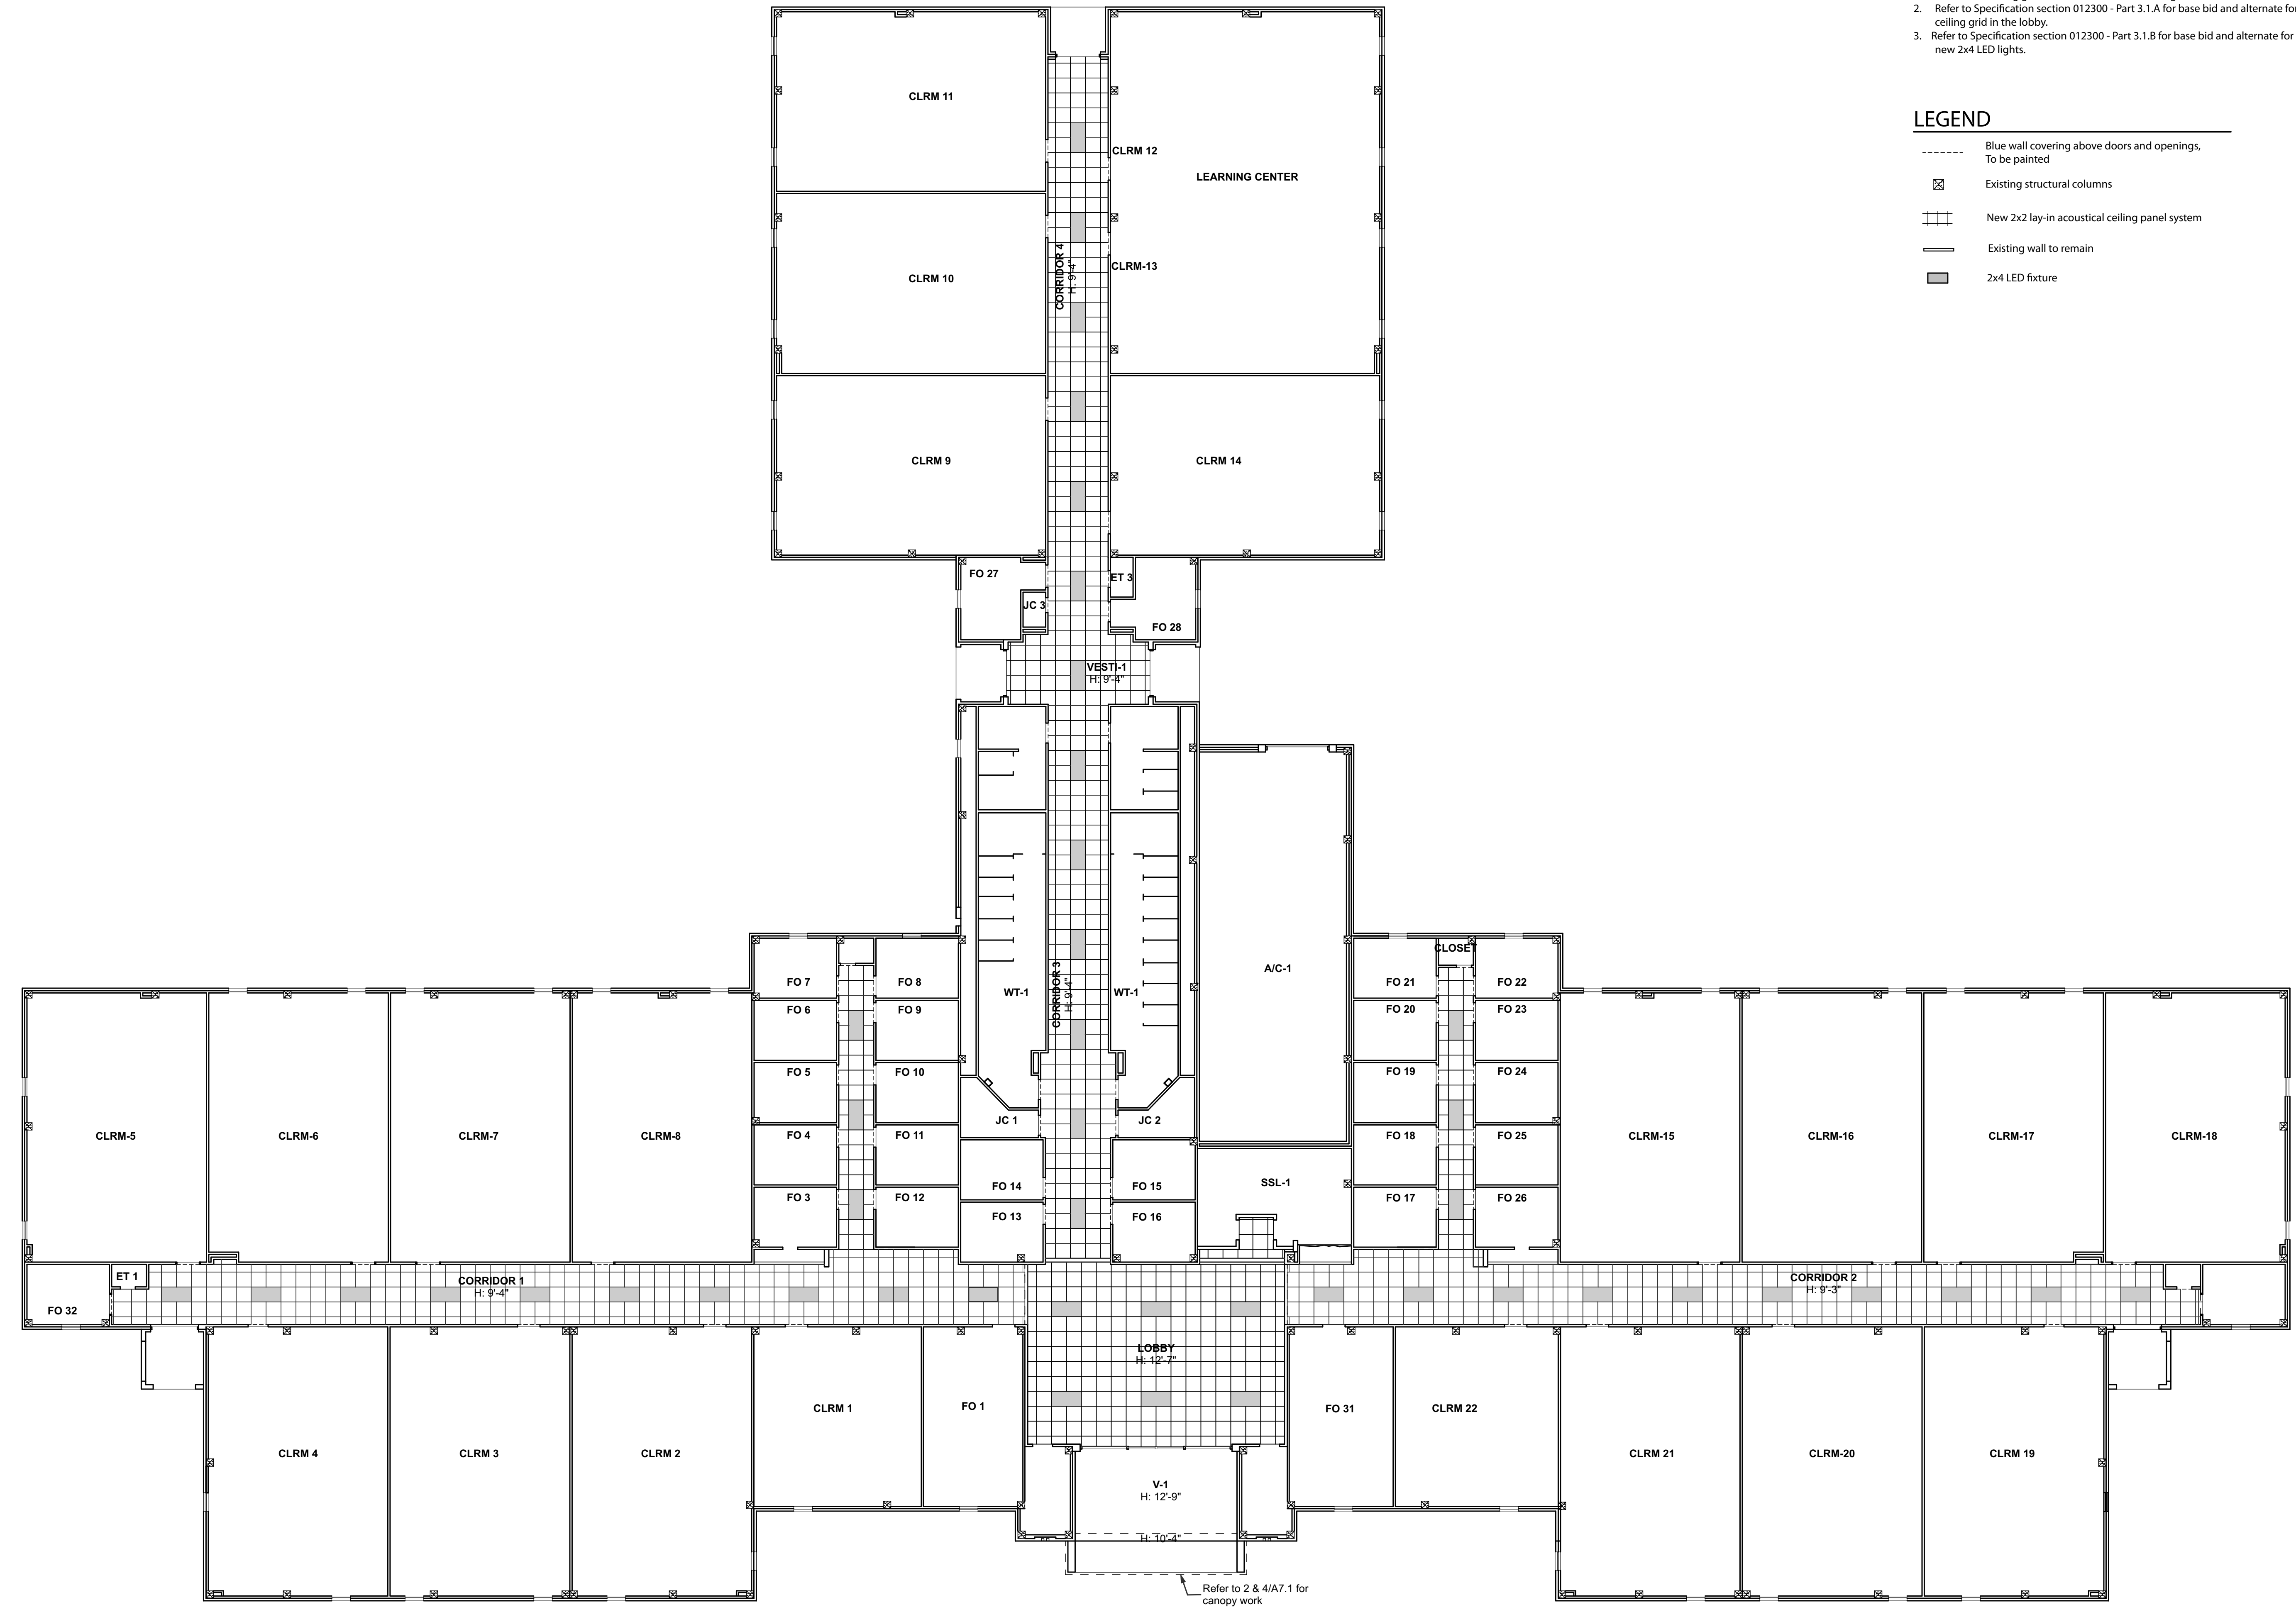 2. Refer to Specification section 012300 - Part 3.1.A for base bid and alternate for
ceiling grid in the lobby.
3. Refer to Specification section 012300 - Part 3.1.B for base bid and alternate for
new 2x4 LED lights.
LEGEND
Blue wall covering above doors and openings,
To be painted
Existing structural columns
New 2x2 lay-in acoustical ceiling panel system
Existing wall to remain
2x4 LED fixture
CLRM 11
CLRM 12
LEARNING CENTER
CLRM 10
CORRIDOR 4
H: 9'-4"
CLRM-13
CLRM 9
CLRM 14
FO 27
ET 3
JC 3
FO 28
VESTI-1
H: 9'-4"
CLOSET
A/C-1
FO 7
FO 8
WT-1
CORRIDOR 3
H: 9'-4"
WT-1
FO 21
FO 22
FO 6
FO 9
FO 20
FO 23
FO 5
FO 10
FO 19
FO 24
JC 1
JC 2
CLRM-5
CLRM-6
CLRM-7
CLRM-8
FO 4
FO 11
FO 18
FO 25
CLRM-15
CLRM-16
CLRM-17
CLRM-18
FO 14
FO 15
SSL-1
FO 3
FO 12
FO 17
FO 26
FO 13
FO 16
ET 1
CORRIDOR 1
H: 9'-4"
CORRIDOR 2
H: 9'-3"
FO 32
LOBBY
H: 12'-7"
CLRM 1
FO 1
FO 31
CLRM 22
CLRM 4
CLRM 3
CLRM 2
CLRM 21
CLRM-20
CLRM 19
V-1
H: 12'-9"
H: 10'-4"
Refer to 2 & 4/A7.1 for
canopy work